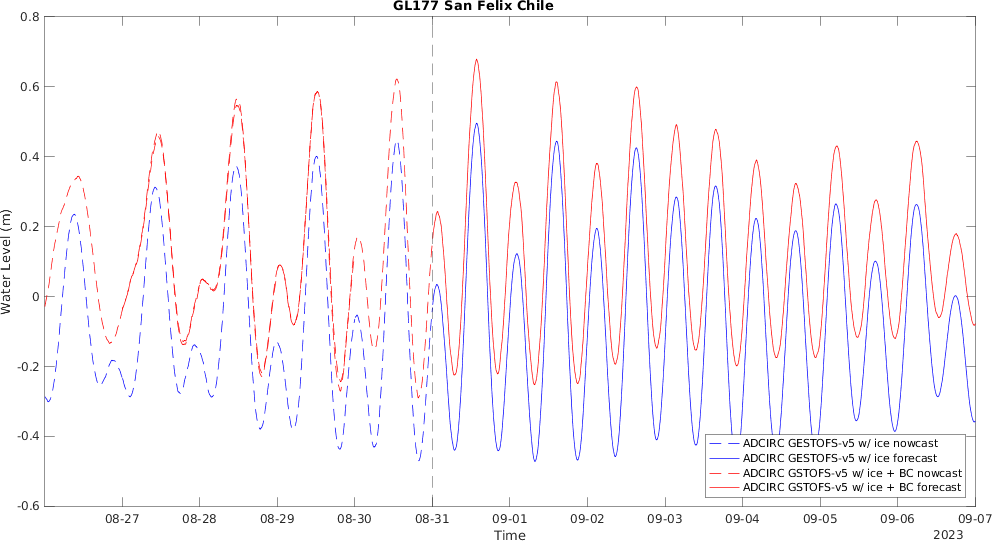 GL177 San Felix Chile
0.8
0.6
0.4
0.2
0
-0.2
-0.4
-0.6
Water Level (m)
ADCIRC GESTOFS-v5 w/ ice nowcast
ADCIRC GESTOFS-v5 w/ ice forecast
ADCIRC GSTOFS-v5 w/ ice + BC nowcast
ADCIRC GSTOFS-v5 w/ ice + BC forecast
08-27 08-28 08-29 08-30 08-31 09-01 09-02 09-03 09-04 09-05 09-06 09-07
Time
2023